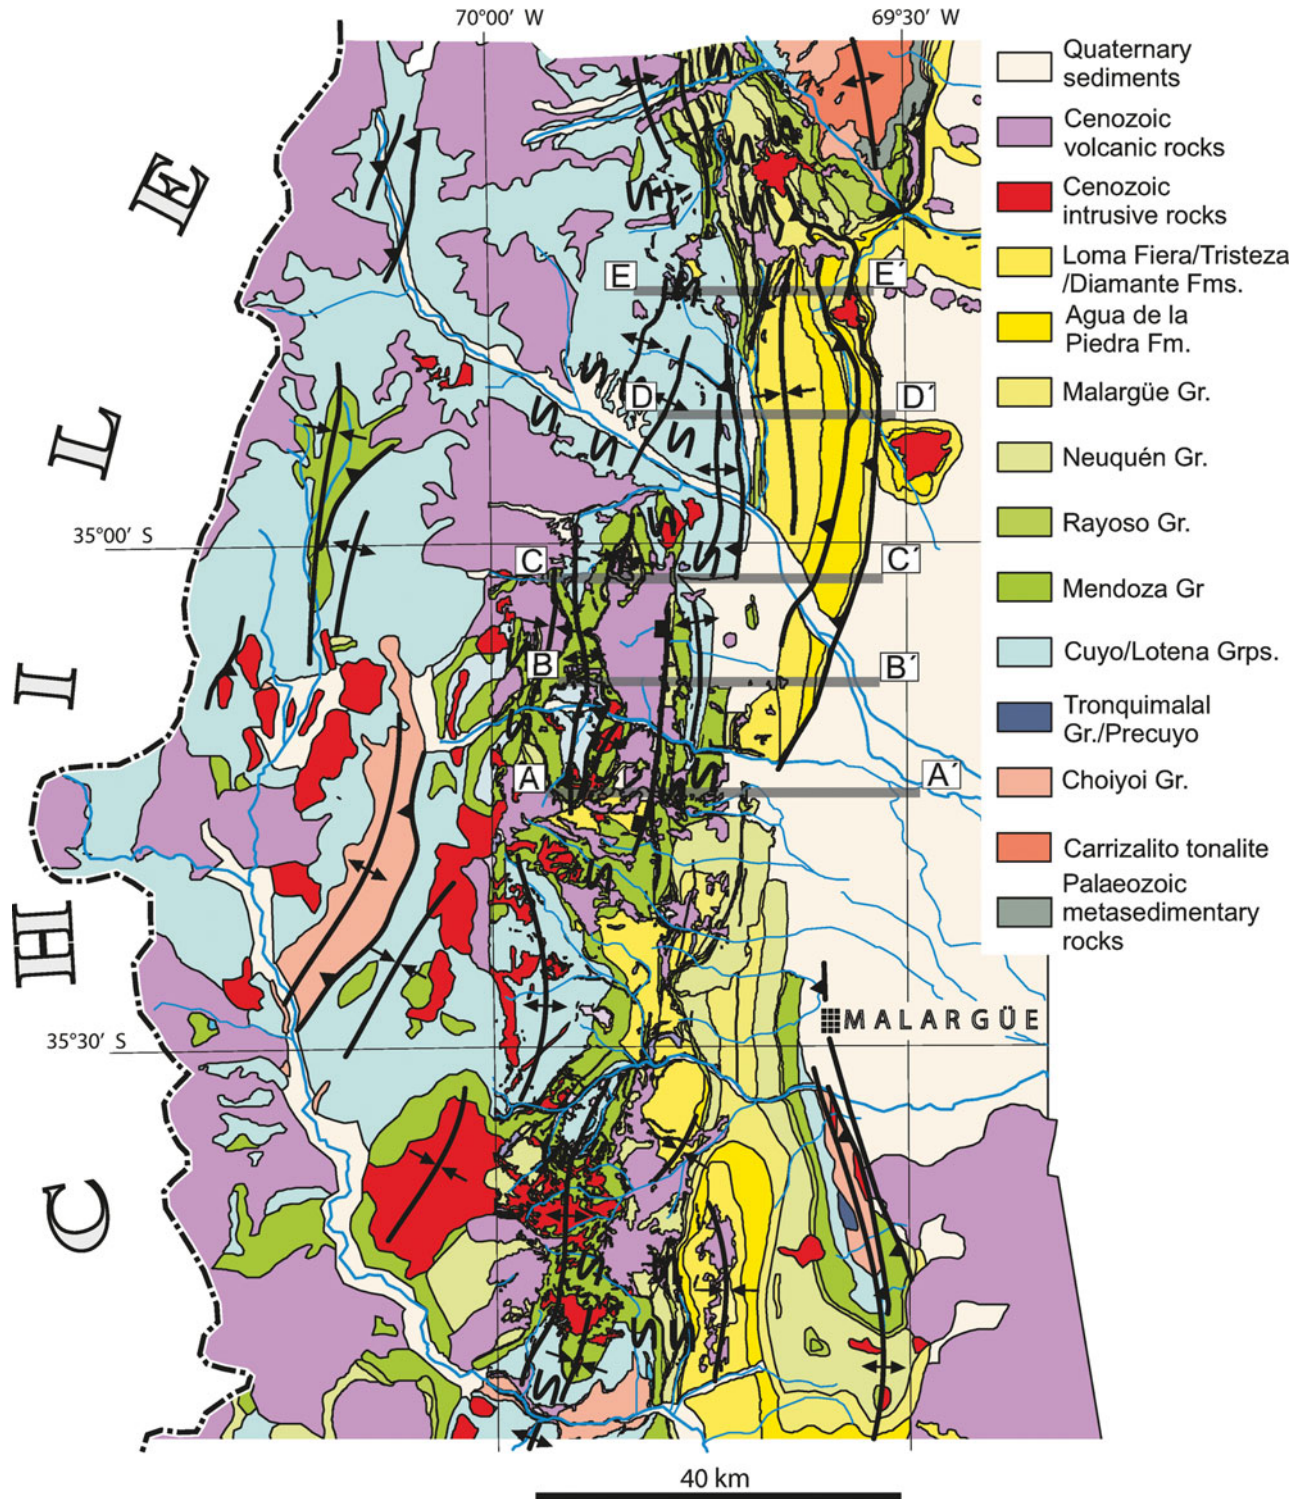 70°00′ W
69°30′ W
Quaternary
sediments
Cenozoic
volcanic rocks
Cenozoic
intrusive rocks
Loma Fiera/Tristeza
/Diamante Fms.
Agua de la
Piedra Fm.
Malargüe Gr.
Neuquén Gr.
Rayoso Gr.
Mendoza Gr
Cuyo/Lotena Grps.
Tronquimalal
Gr./Precuyo
Choiyoi Gr.
Carrizalito tonalite
Palaeozoic
metasedimentary
rocks
CHILE
E
E′
D
D′
35°00′ S
C
C′
B
B′
A
A′
MALARGÜE
35°30′ S
40 km